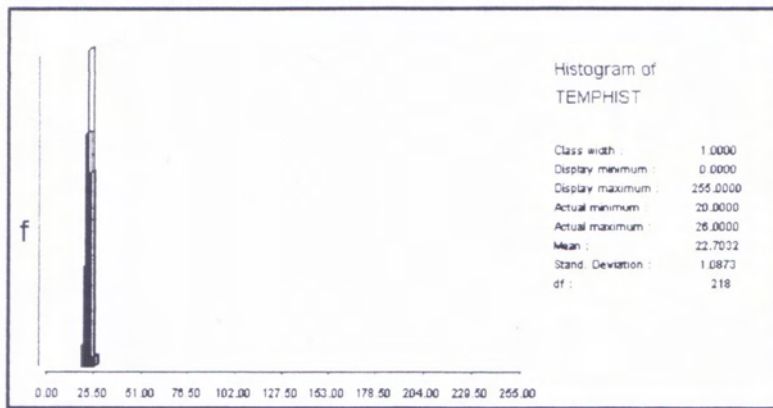 Histogram of
TEMPHIST
Class width : 1.0000
Display minimum : 0.0000
Display maximum : 255.0000
Actual minimum : 20.0000
Actual maximum : 26.0000
Mean : 22.7032
Stand. Deviation : 1.0873
df : 218
f
0.00 25.50 51.00 76.50 102.00 127.50 153.00 178.50 204.00 229.50 255.00